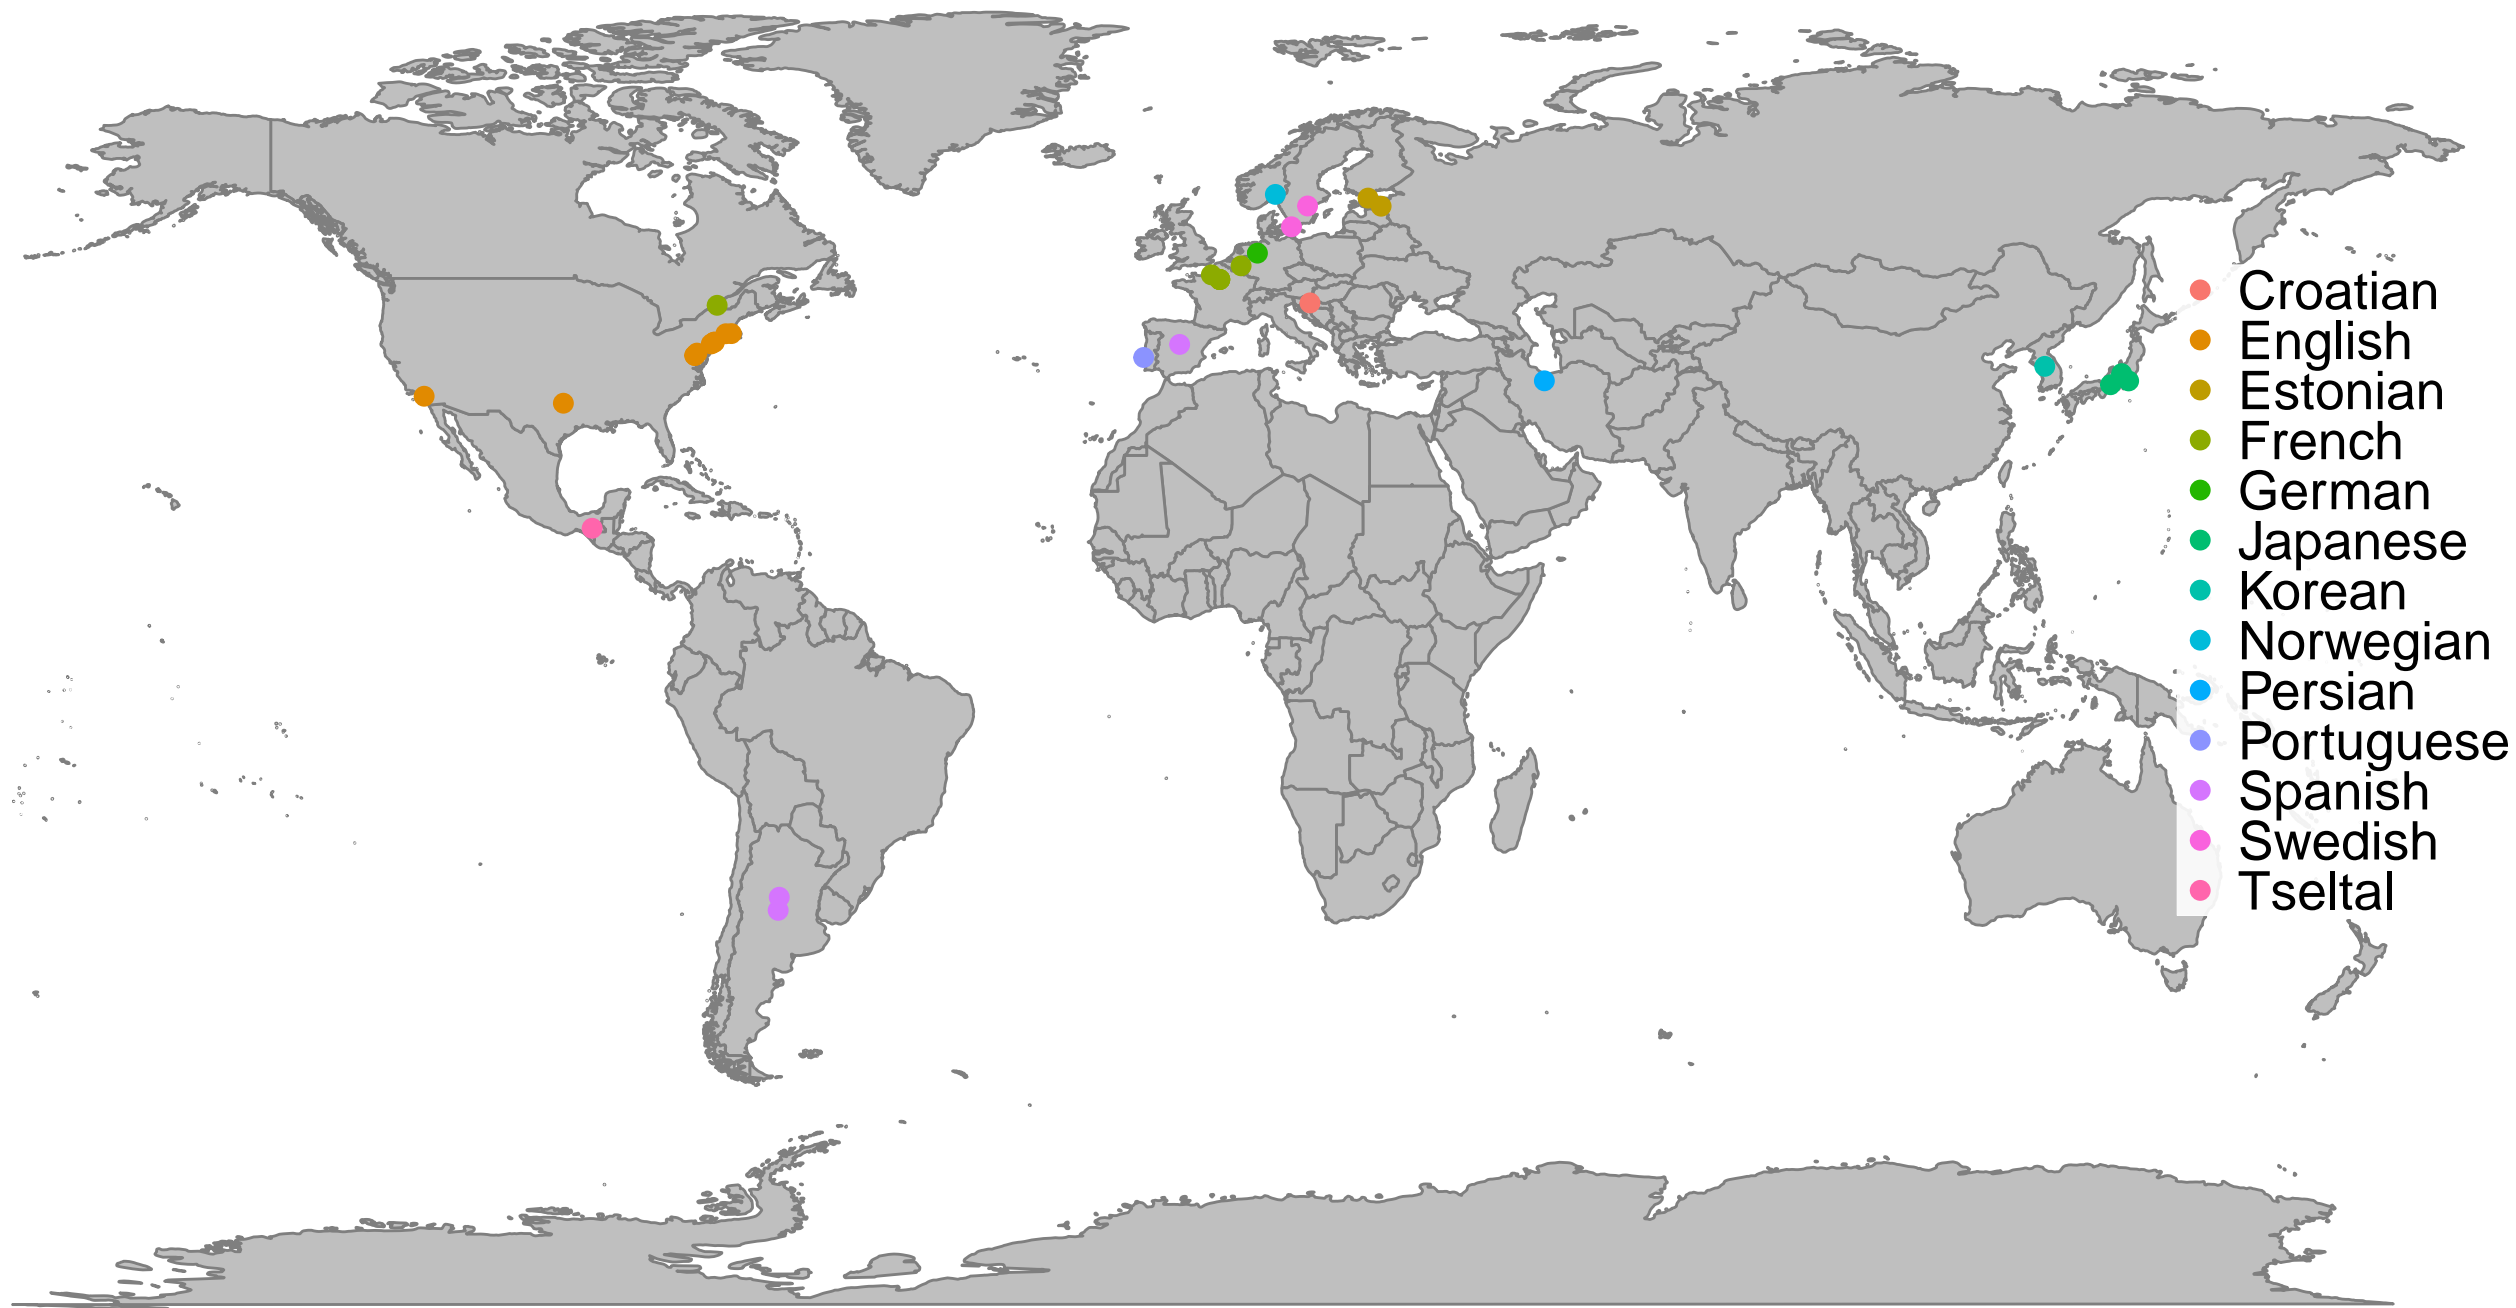 Croatian
English
Estonian
French
German
Japanese
Korean
Norwegian
Persian
Portuguese
Spanish
Swedish
Tseltal